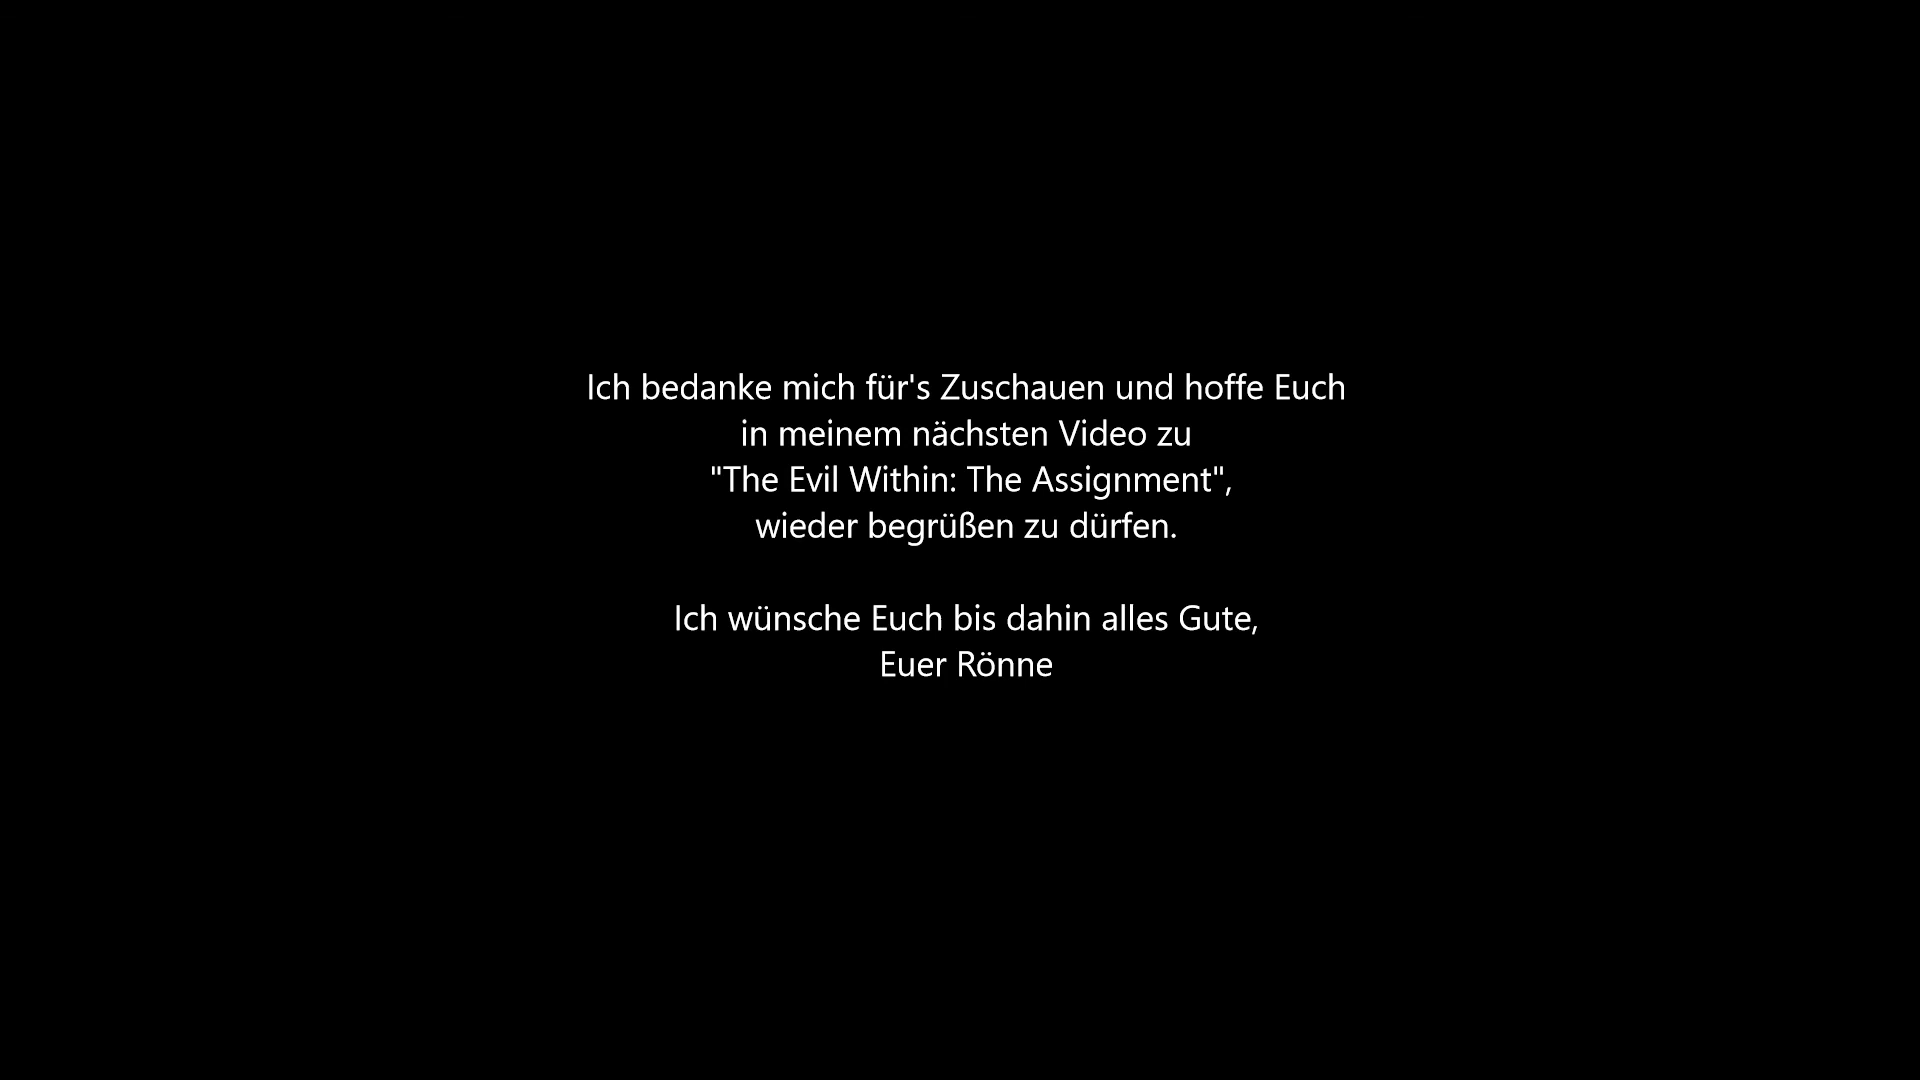 Ich bedanke mich für's Zuschauen und hoffe Euch
in meinem nächsten Video zu
"The Evil Within: The Assignment",
wieder begrüßen zu dürfen.
Ich wünsche Euch bis dahin alles Gute,
Euer Rönne